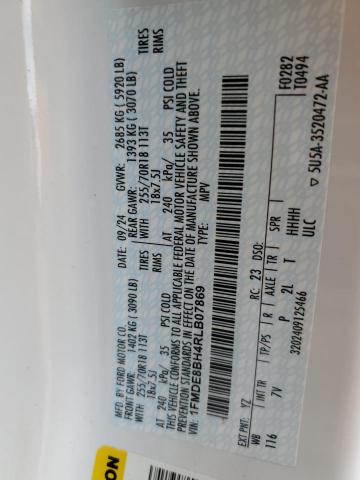 MFD. BY FORD MOTOR CO.
DATE: 09/24 GVWR: 2685 KG ( 5920 LB)
FRONT GAWR: 1402 KG ( 3090 LB) REAR GAWR: 1393 KG ( 3070 LB)
WITH 255/70R18 113T TIRES WITH 255/70R18 113T TIRES
18x7.5J RIMS 18x7.5J RIMS
AT 240 kPa/ 35 PSI COLD AT 240 kPa/ 35 PSI COLD
THIS VEHICLE CONFORMS TO ALL APPLICABLE FEDERAL MOTOR VEHICLE SAFETY AND THEFT
PREVENTION STANDARDS IN EFFECT ON THE DATE OF MANUFACTURE SHOWN ABOVE.
VIN: 1FMDE8BH4RLB07869 TYPE: MPV
F0282
T0494
EXT PNT: YZ RC: 23 DSO:
WB INT TR TP/PS R AXLE TR SPR
116 7V P 2L T HHHH
3202409125466 ULC
▽ 5U5A-3520472-AA
ON